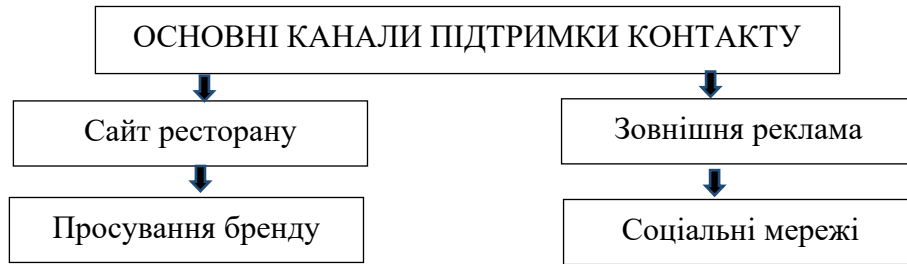 ОСНОВНІ КАНАЛИ ПІДТРИМКИ КОНТАКТУ
Сайт ресторану
Зовнішня реклама
Просування бренду
Соціальні мережі